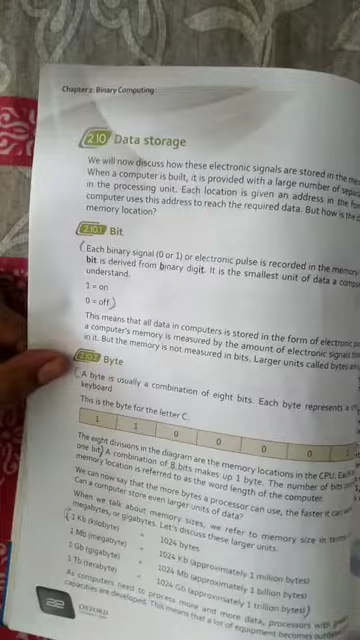 Chapter 2: Binary Computing
2.10 Data storage
We will now discuss how these electronic signals are stored in the
When a computer is built, it is provided with a large number of
in the processing unit. Each location is given an address in the
computer uses this address to reach the required data. But how is the
memory location?
2.10.1 Bit
(Each binary signal (0 or 1) or electronic pulse is recorded in the memory
bit is derived from binary digit. It is the smallest unit of data a
understand.
1 = on
0 = off)
This means that all data in computers is stored in the form of electronic
a computer's memory is measured by the amount of electronic signals
in it. But the memory is not measured in bits. Larger units called bytes
2.10.2 Byte
(A byte is usually a combination of eight bits. Each byte represents a
keyboard
This is the byte for the letter C.
1 1 0 0 0 0 1
The eight divisions in the diagram are the memory locations in the CPU.
one bit) A combination of 8 bits makes up 1 byte. The number of bits
memory location is referred to as the word length of the computer.
We can now say that the more bytes a processor can use, the faster it can
Can a computer store even larger units of data?
When we talk about memory sizes, we refer to memory size in terms
megabytes, or gigabytes. Let's discuss these larger units.
(1 Kb (kilobyte) = 1024 bytes
1 Mb (megabyte) = 1024 Kb (approximately 1 million bytes)
1 Gb (gigabyte) = 1024 Mb (approximately 1 billion bytes)
1 Tb (terabyte) = 1024 Gb (approximately 1 trillion bytes))
As computers need to process more and more data, processors with
capacities are developed. This means that a lot of equipment becomes
22
OXFORD